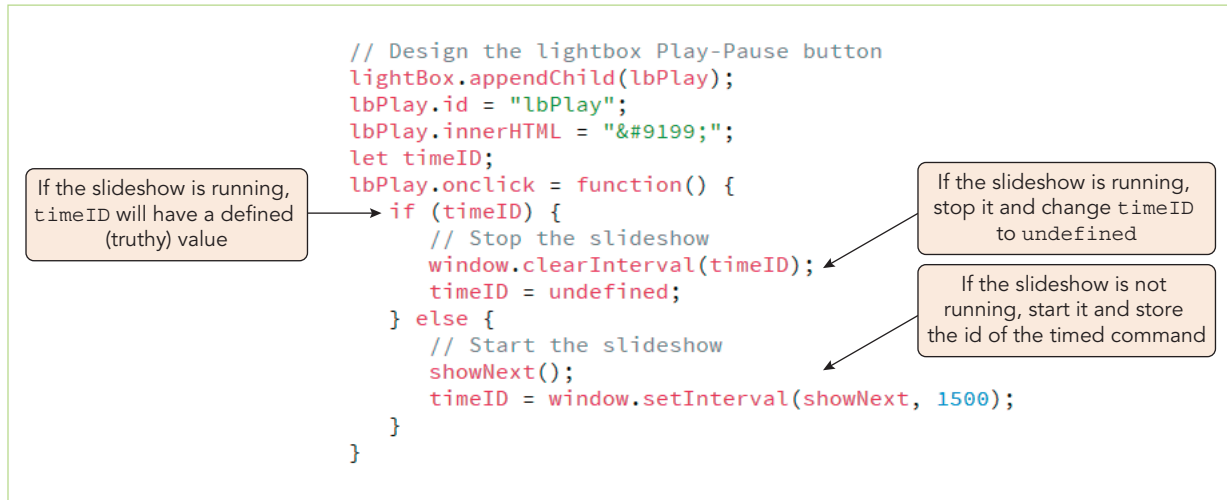 // Design the lightbox Play-Pause button
lightBox.appendChild(lbPlay);
lbPlay.id = "lbPlay";
lbPlay.innerHTML = "&#9199;";
let timeID;
lbPlay.onclick = function() {
if (timeID) {
// Stop the slideshow
window.clearInterval(timeID);
timeID = undefined;
} else {
// Start the slideshow
showNext();
timeID = window.setInterval(showNext, 1500);
}
}
If the slideshow is running,
timeID will have a defined
(truthy) value
If the slideshow is running,
stop it and change timeID
to undefined
If the slideshow is not
running, start it and store
the id of the timed command